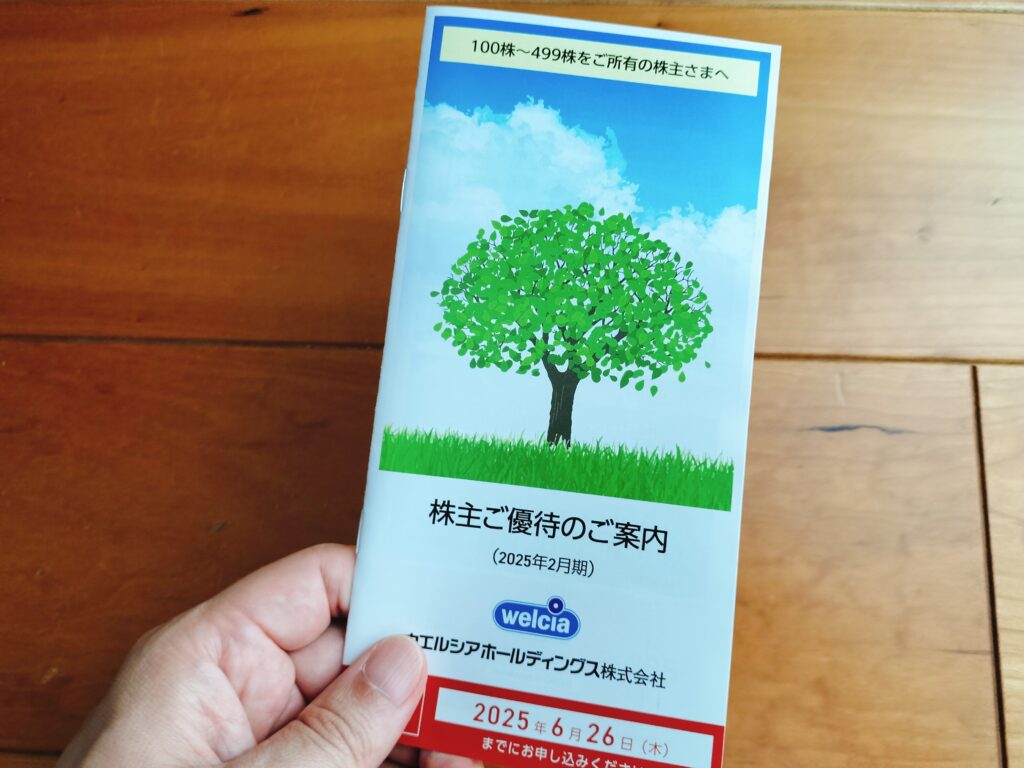 100株～499株をご所有の株主さまへ
株主ご優待のご案内
（2025年2月期）
welcia
ウエルシアホールディングス株式会社
2025年6月26日（木）
までにお申し込みください